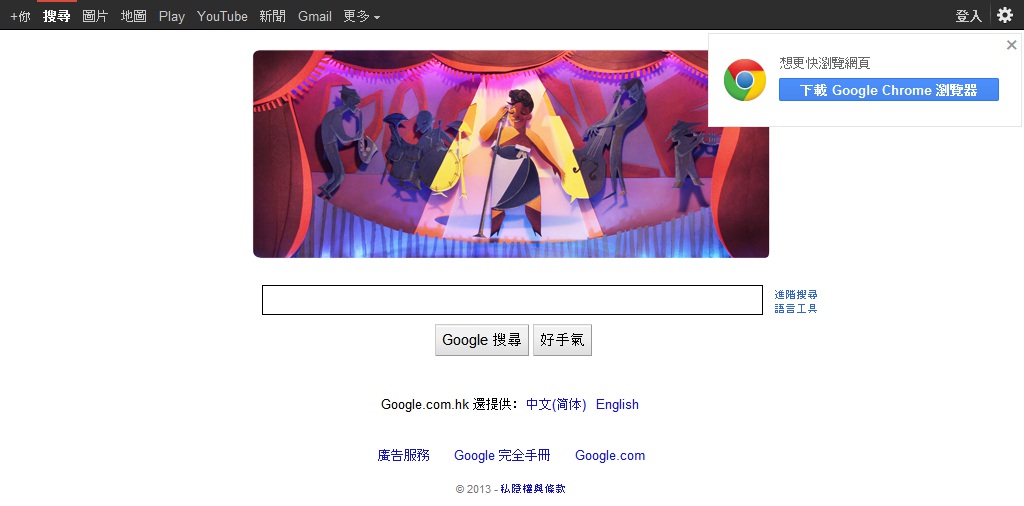 +你 搜尋 圖片 地圖 Play YouTube 新聞 Gmail 更多 登入
想更快瀏覽網頁
下載 Google Chrome 瀏覽器
進階搜尋
語言工具
Google 搜尋 好手氣
Google.com.hk 還提供： 中文(简体) English
廣告服務 Google 完全手冊 Google.com
© 2013 - 私隱權與條款